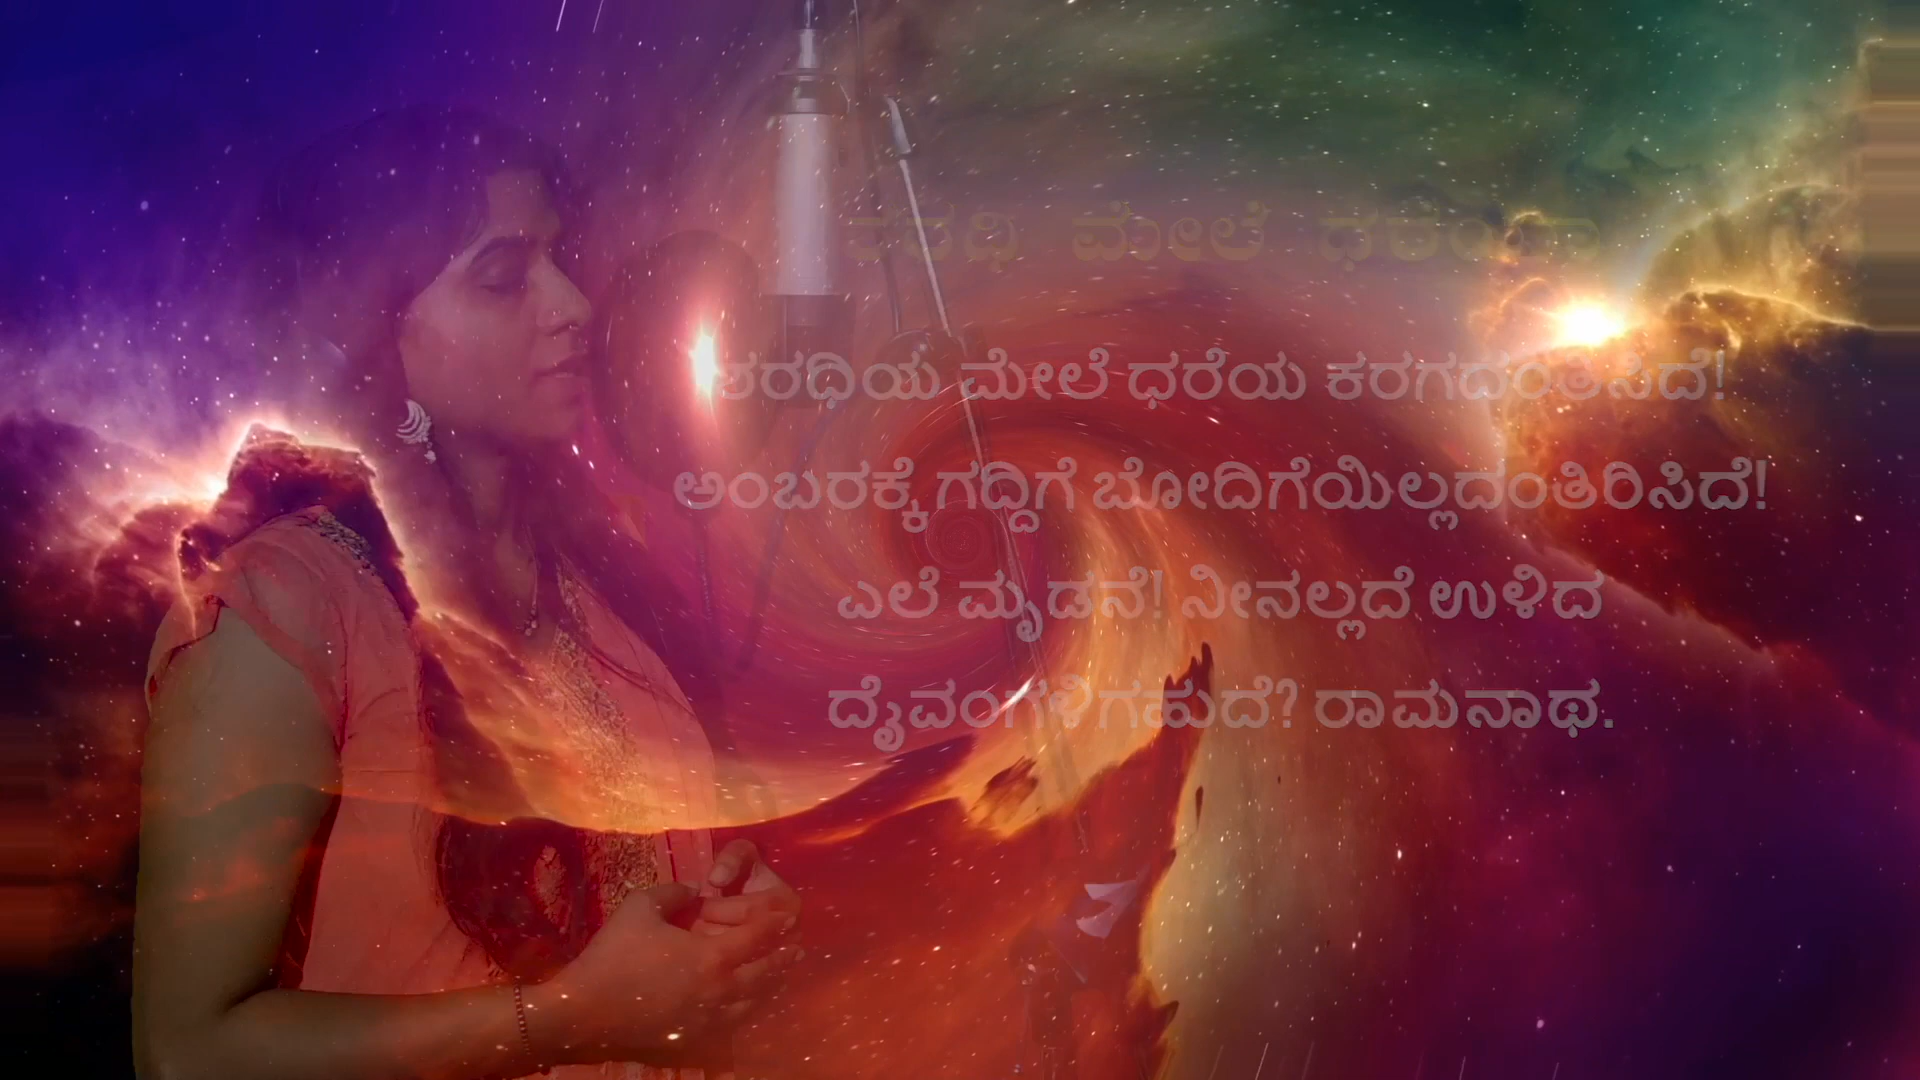 ಶರಧಿಯ ಮೇಲೆ ಧರೆಯ ಕರಗದಂತಿಸಿದೆ!
ಅಂಬರಕ್ಕೆ ಗದ್ದಿಗೆ ಬೋದಿಗೆಯಿಲ್ಲದಂತಿರಿಸಿದೆ!
ಎಲೆ ಮೃಡನೆ! ನೀನಲ್ಲದೆ ಉಳಿದ
ದೈವಂಗಳಿಗಹುದೆ? ರಾಮನಾಥ.